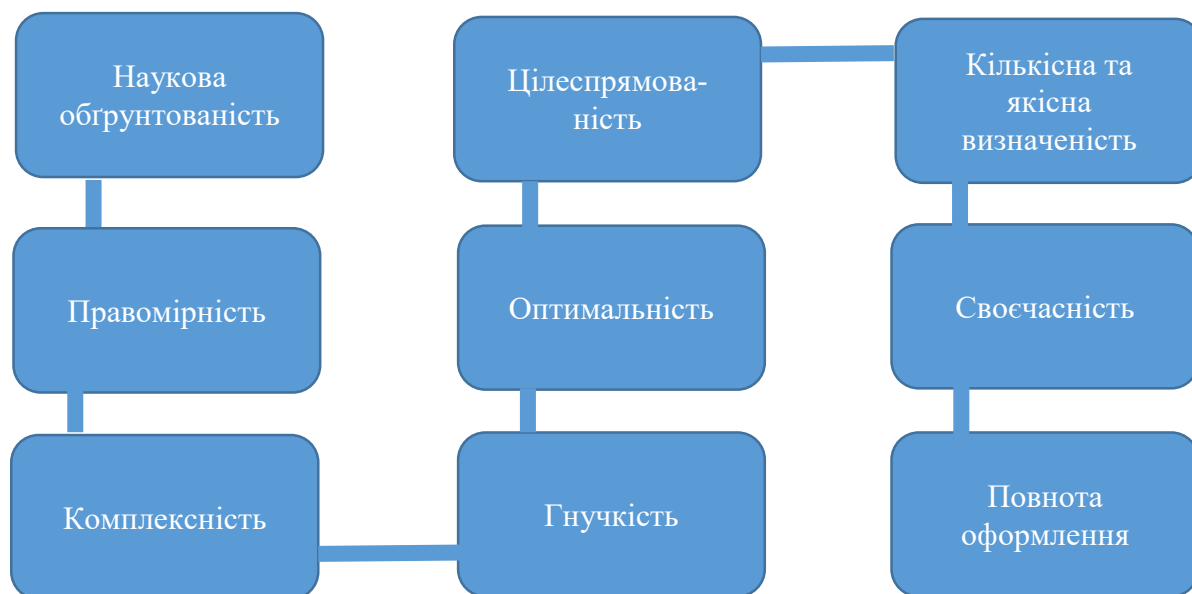 Наукова
обґрунтованість
Правомірність
Комплексність
Гнучкість
Оптимальність
Цілеспрямова-
ність
Кількісна та
якісна
визначеність
Своєчасність
Повнота
оформлення